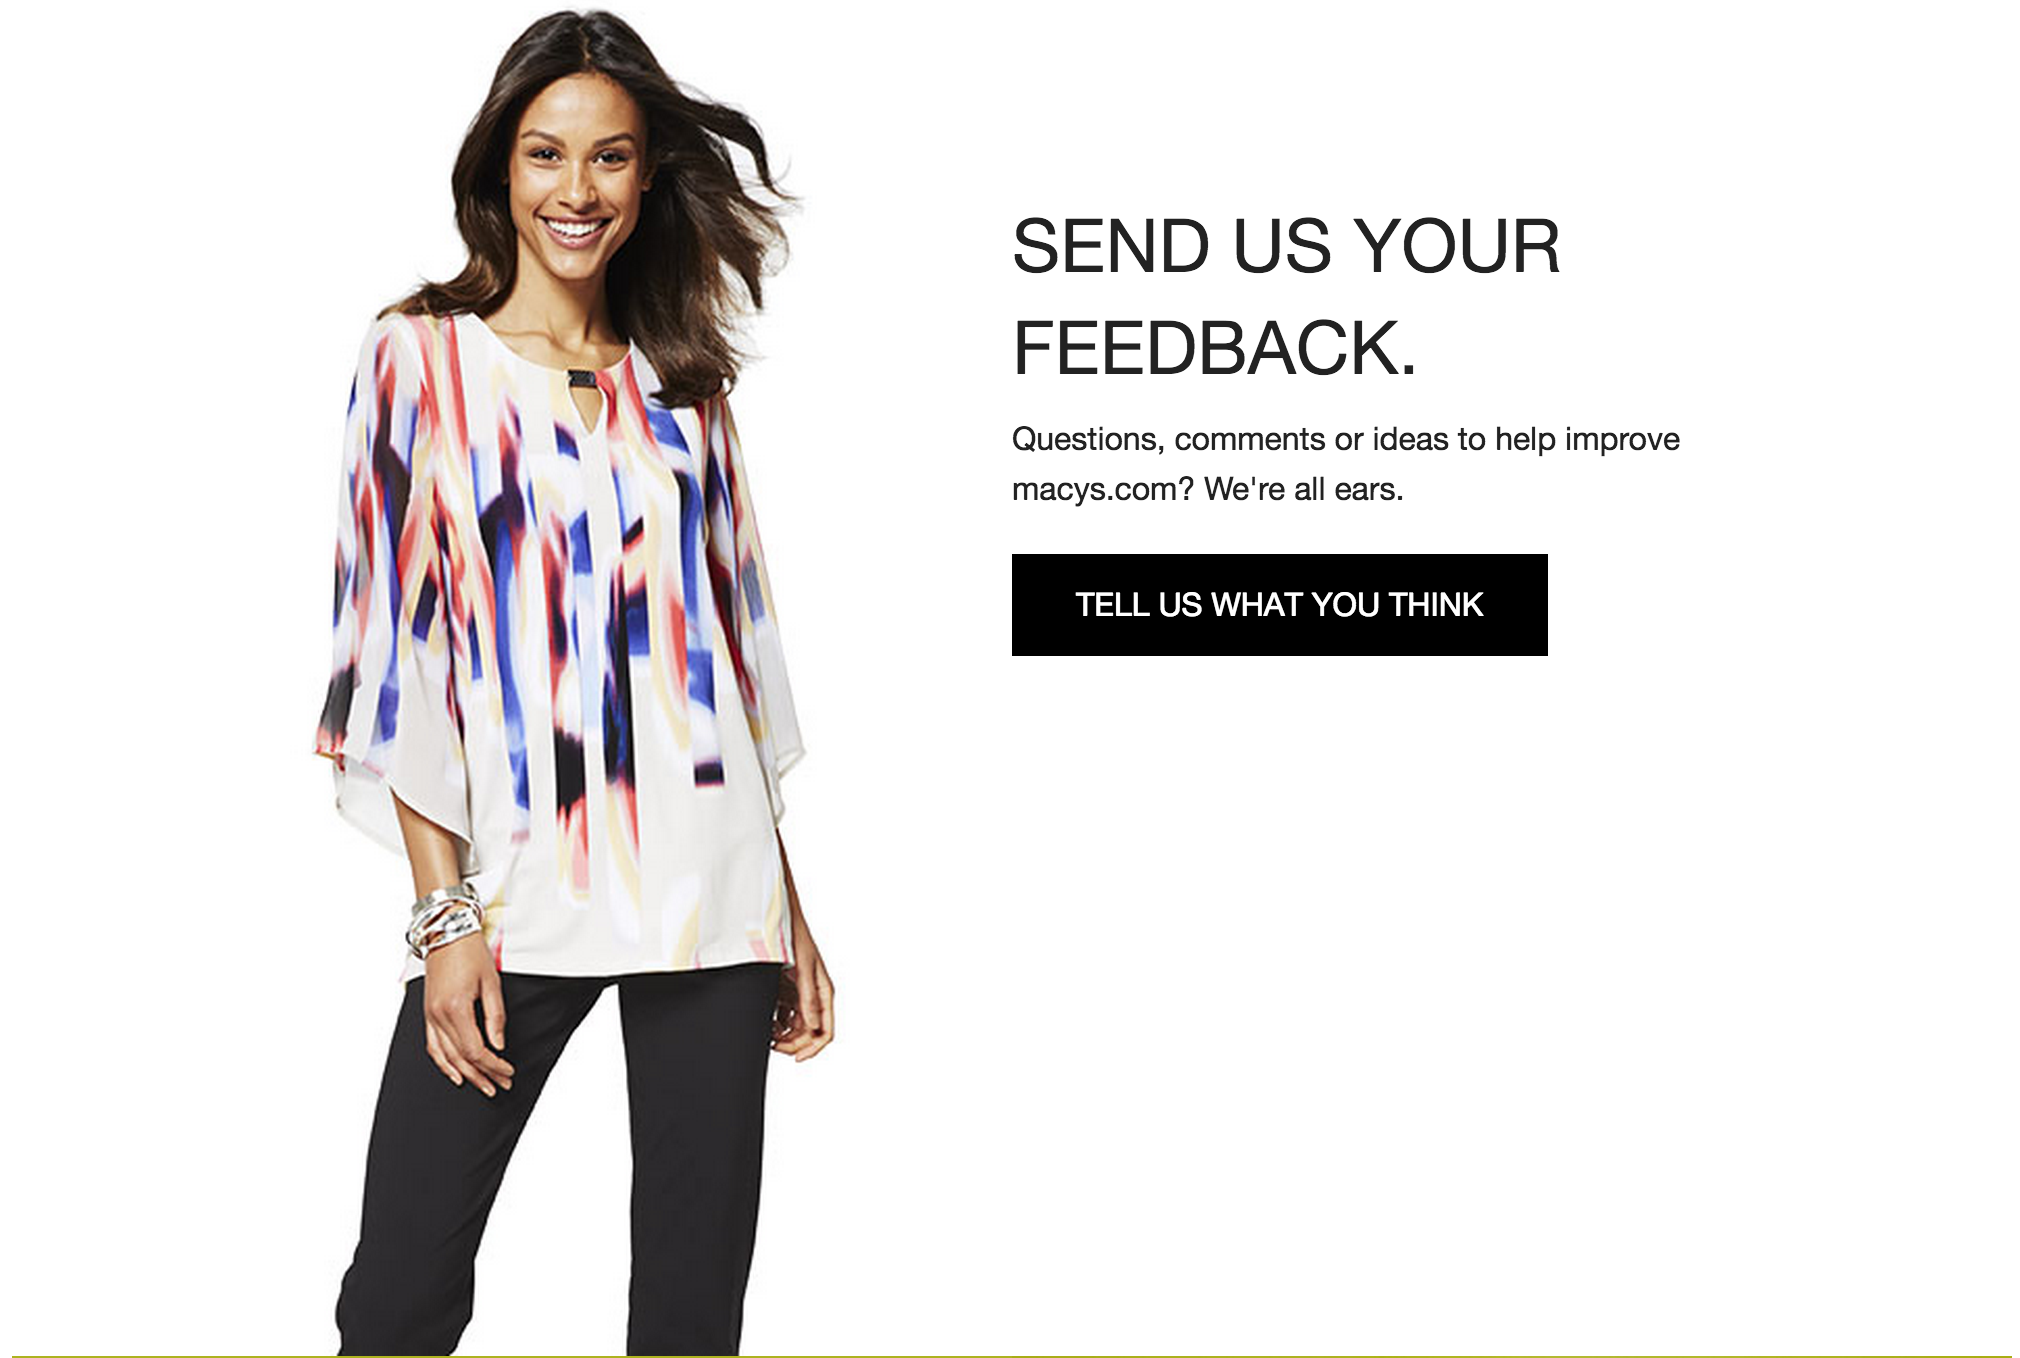 SEND US YOUR
FEEDBACK.
Questions, comments or ideas to help improve
macys.com? We're all ears.
TELL US WHAT YOU THINK